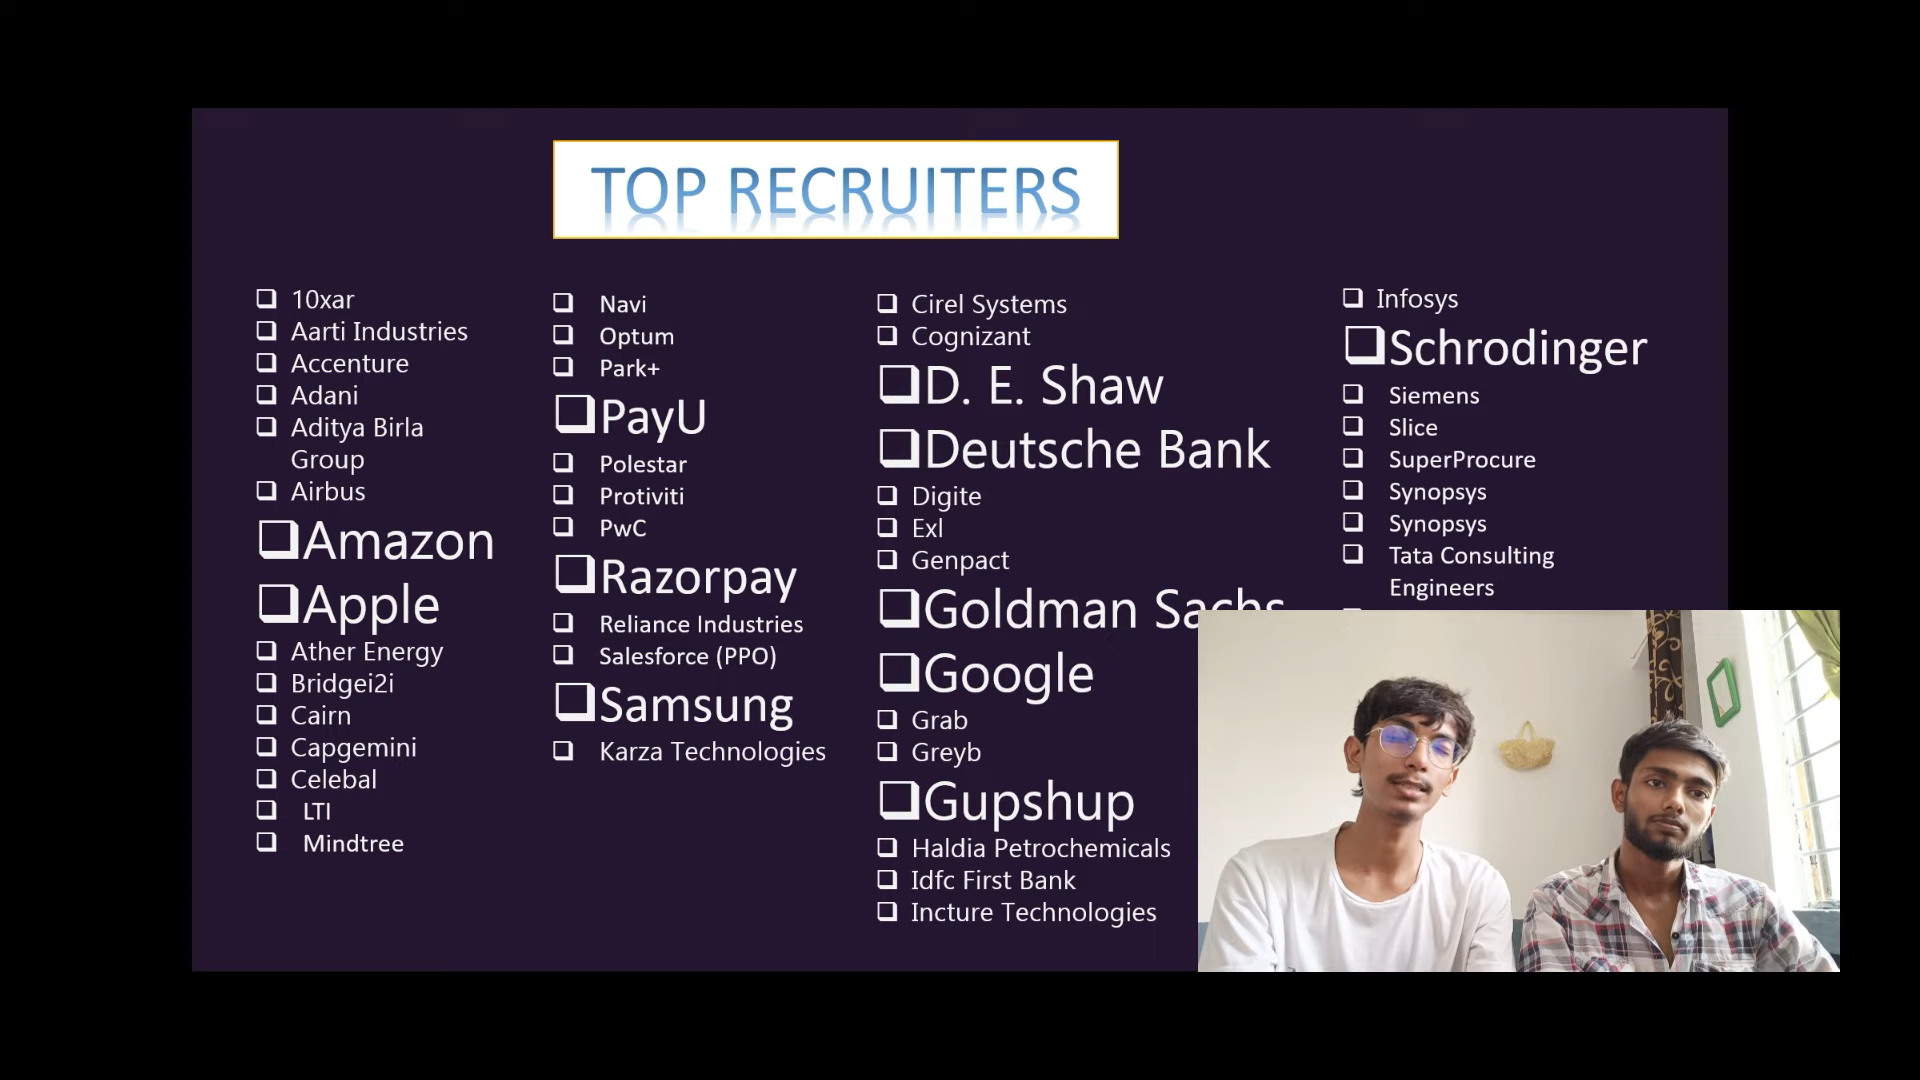 TOP RECRUITERS
10xar
Aarti Industries
Accenture
Adani
Aditya Birla
Group
Airbus
Amazon
Apple
Ather Energy
Bridgei2i
Cairn
Capgemini
Celebal
LTI
Mindtree
Navi
Optum
Park+
PayU
Polestar
Protiviti
PwC
Razorpay
Reliance Industries
Salesforce (PPO)
Samsung
Karza Technologies
Cirel Systems
Cognizant
D. E. Shaw
Deutsche Bank
Digite
Exl
Genpact
Goldman Sachs
Google
Grab
Greyb
Gupshup
Haldia Petrochemicals
Idfc First Bank
Incture Technologies
Infosys
Schrodinger
Siemens
Slice
SuperProcure
Synopsys
Synopsys
Tata Consulting
Engineers